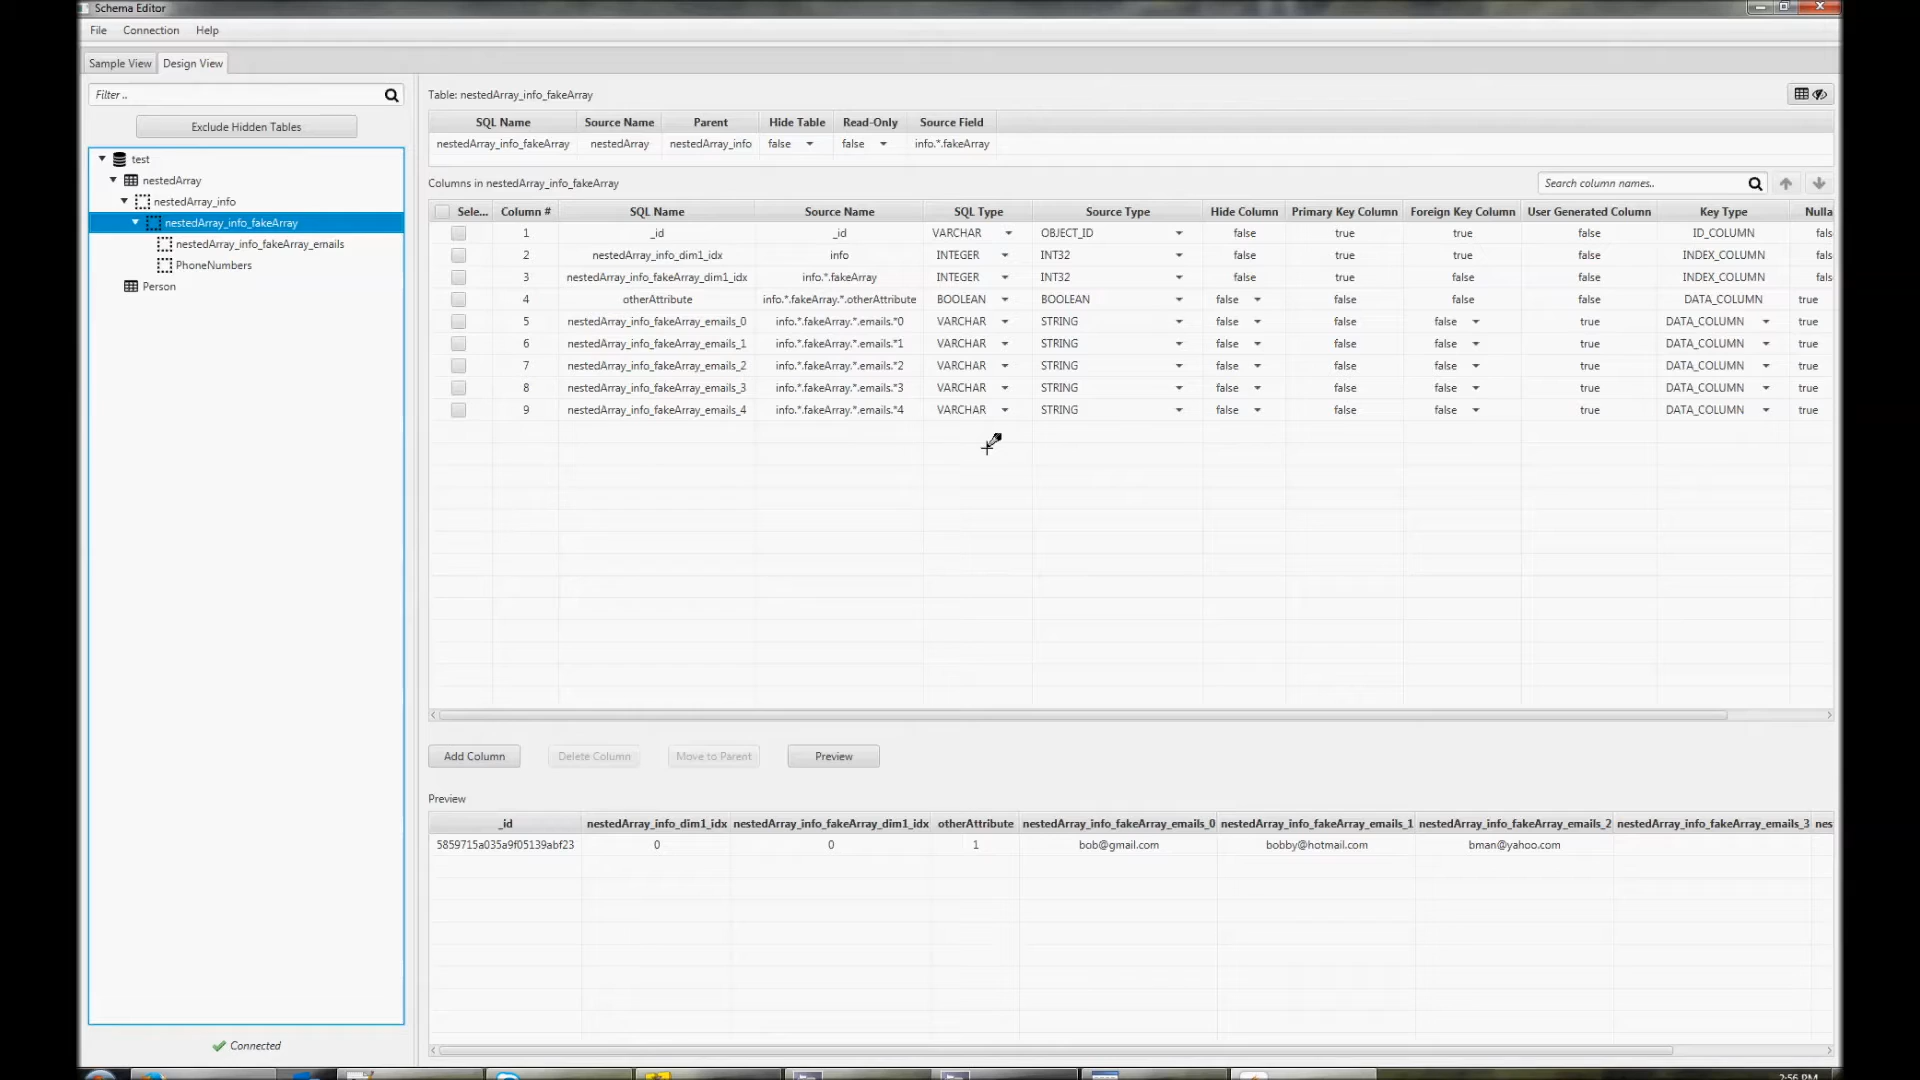 Schema Editor
File Connection Help
Sample View Design View
Filter ..
Exclude Hidden Tables
test
nestedArray
nestedArray_info
nestedArray_info_fakeArray
nestedArray_info_fakeArray_emails
PhoneNumbers
Person
Connected
Table: nestedArray_info_fakeArray
SQL Name Source Name Parent Hide Table Read-Only Source Field
nestedArray_info_fakeArray nestedArray nestedArray_info false false info.*.fakeArray
Columns in nestedArray_info_fakeArray
Search column names..
Sele... Column # SQL Name Source Name SQL Type Source Type Hide Column Primary Key Column Foreign Key Column User Generated Column Key Type Nulla
1 _id _id VARCHAR OBJECT_ID false true true false ID_COLUMN fals
2 nestedArray_info_dim1_idx info INTEGER INT32 false true true false INDEX_COLUMN fals
3 nestedArray_info_fakeArray_dim1_idx info.*.fakeArray INTEGER INT32 false true false false INDEX_COLUMN fals
4 otherAttribute info.*.fakeArray.*.otherAttribute BOOLEAN BOOLEAN false false false false DATA_COLUMN true
5 nestedArray_info_fakeArray_emails_0 info.*.fakeArray.*.emails.*0 VARCHAR STRING false false false true DATA_COLUMN true
6 nestedArray_info_fakeArray_emails_1 info.*.fakeArray.*.emails.*1 VARCHAR STRING false false false true DATA_COLUMN true
7 nestedArray_info_fakeArray_emails_2 info.*.fakeArray.*.emails.*2 VARCHAR STRING false false false true DATA_COLUMN true
8 nestedArray_info_fakeArray_emails_3 info.*.fakeArray.*.emails.*3 VARCHAR STRING false false false true DATA_COLUMN true
9 nestedArray_info_fakeArray_emails_4 info.*.fakeArray.*.emails.*4 VARCHAR STRING false false false true DATA_COLUMN true
Add Column Delete Column Move to Parent Preview
Preview
_id nestedArray_info_dim1_idx nestedArray_info_fakeArray_dim1_idx otherAttribute nestedArray_info_fakeArray_emails_0 nestedArray_info_fakeArray_emails_1 nestedArray_info_fakeArray_emails_2 nestedArray_info_fakeArray_emails_3 nes
5859715a035a9f05139abf23 0 0 1 bob@gmail.com bobby@hotmail.com bman@yahoo.com
2:56 PM